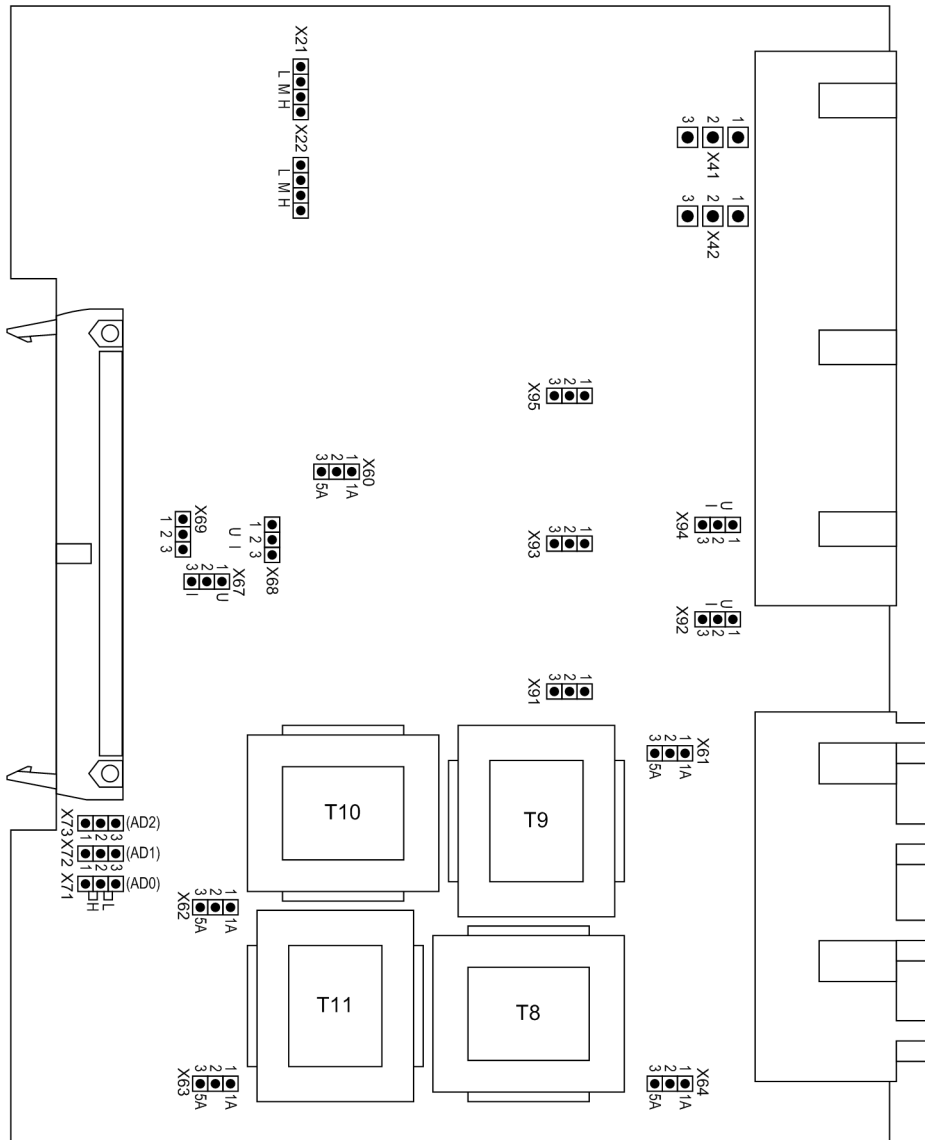 X21
L M H
X22
L M H
3 2 1
X41
3 2 1
X42
3 2 1
X95
3 2 1
X60
5A 1A
X69
1 2 3
U I
1 2 3
X68
3 2 1
X67
I U
3 2 1
X93
I U
3 2 1
X94
I U
3 2 1
X92
3 2 1
X91
3 2 1
X61
5A 1A
T10
T9
X73
(AD2)
1 2 3
X72
(AD1)
1 2 3
X71
(AD0)
H L
3 2 1
X62
5A 1A
T11
T8
3 2 1
X63
5A 1A
3 2 1
X64
5A 1A